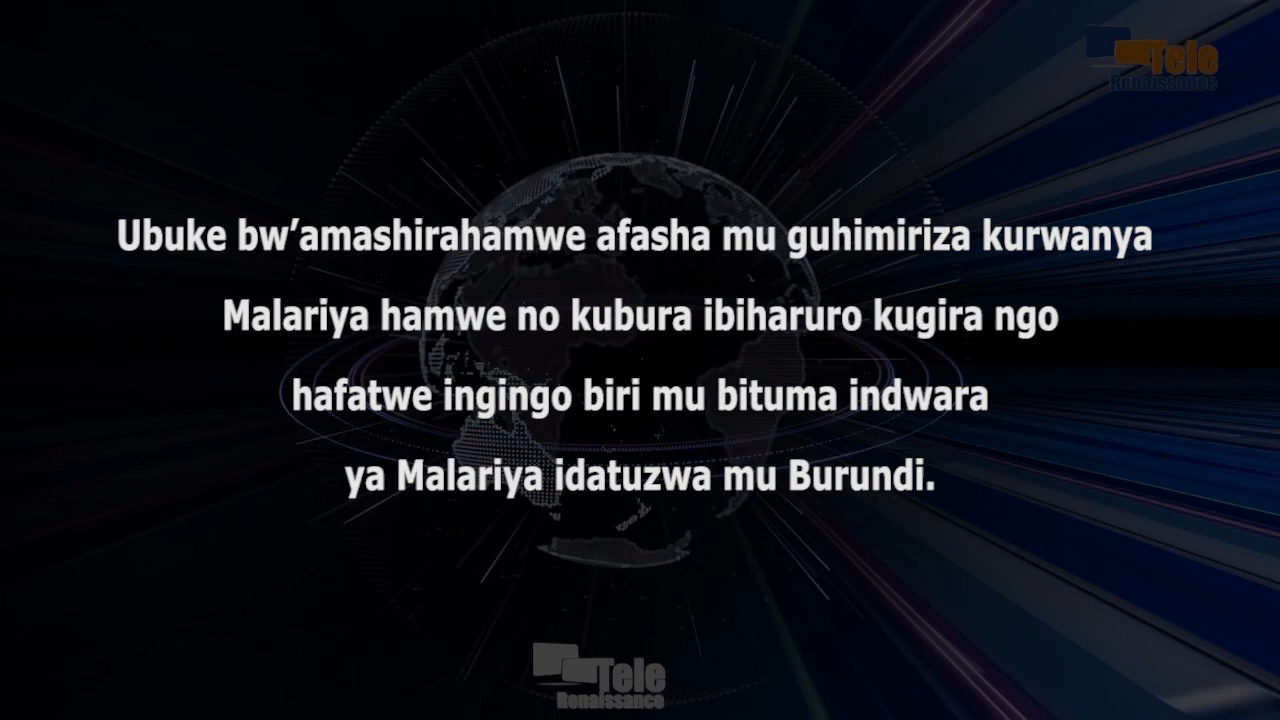 Tele
Renaissance
Ubuke bw’amashirahamwe afasha mu guhimiriza kurwanya
Malariya hamwe no kubura ibiharuro kugira ngo
hafatwe ingingo biri mu bituma indwara
ya Malariya idatuzwa mu Burundi.
Tele
Renaissance